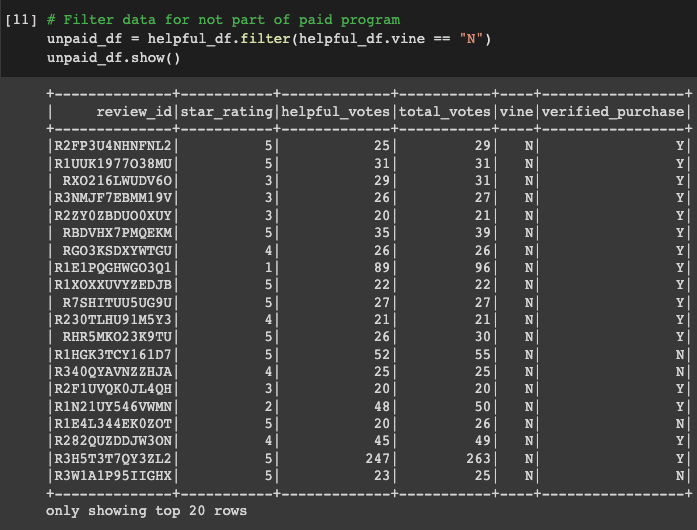 [11] # Filter data for not part of paid program
unpaid_df = helpful_df.filter(helpful_df.vine == "N")
unpaid_df.show()
+--------------+-----------+-------------+-----------+----+-----------------+
|     review_id|star_rating|helpful_votes|total_votes|vine|verified_purchase|
+--------------+-----------+-------------+-----------+----+-----------------+
|R2FP3U4NHNFNL2|          5|           25|         29|   N|                Y|
|R1UUK1977O38MU|          5|           31|         31|   N|                Y|
| RXO216LWUDV6O|          3|           29|         31|   N|                Y|
|R3NMJF7EBMM19V|          3|           26|         27|   N|                Y|
|R2ZY0ZBDUO0XUY|          3|           20|         21|   N|                Y|
| RBDVHX7PMQEKM|          5|           35|         39|   N|                Y|
| RGO3KSDXYWTGU|          4|           26|         26|   N|                Y|
|R1E1PQGHWGO3Q1|          1|           89|         96|   N|                Y|
|R1XOXXUVYZEDJB|          5|           22|         22|   N|                Y|
| R7SHITUU5UG9U|          5|           27|         27|   N|                Y|
|R230TLHU91M5Y3|          4|           21|         21|   N|                Y|
| RHR5MKO23K9TU|          5|           26|         30|   N|                Y|
|R1HGK3TCY161D7|          5|           52|         55|   N|                N|
|R340QYAVNZZHJA|          4|           25|         25|   N|                N|
|R2F1UVQK0JL4QH|          3|           20|         20|   N|                Y|
|R1N21UY546VWMN|          2|           48|         50|   N|                Y|
|R1E4L344EK0ZOT|          5|           20|         26|   N|                N|
|R282QUZDDJW3ON|          4|           45|         49|   N|                Y|
|R3H5T3T7QY3ZL2|          5|          247|        263|   N|                Y|
|R3W1A1P95IIGHX|          5|           23|         25|   N|                N|
+--------------+-----------+-------------+-----------+----+-----------------+
only showing top 20 rows